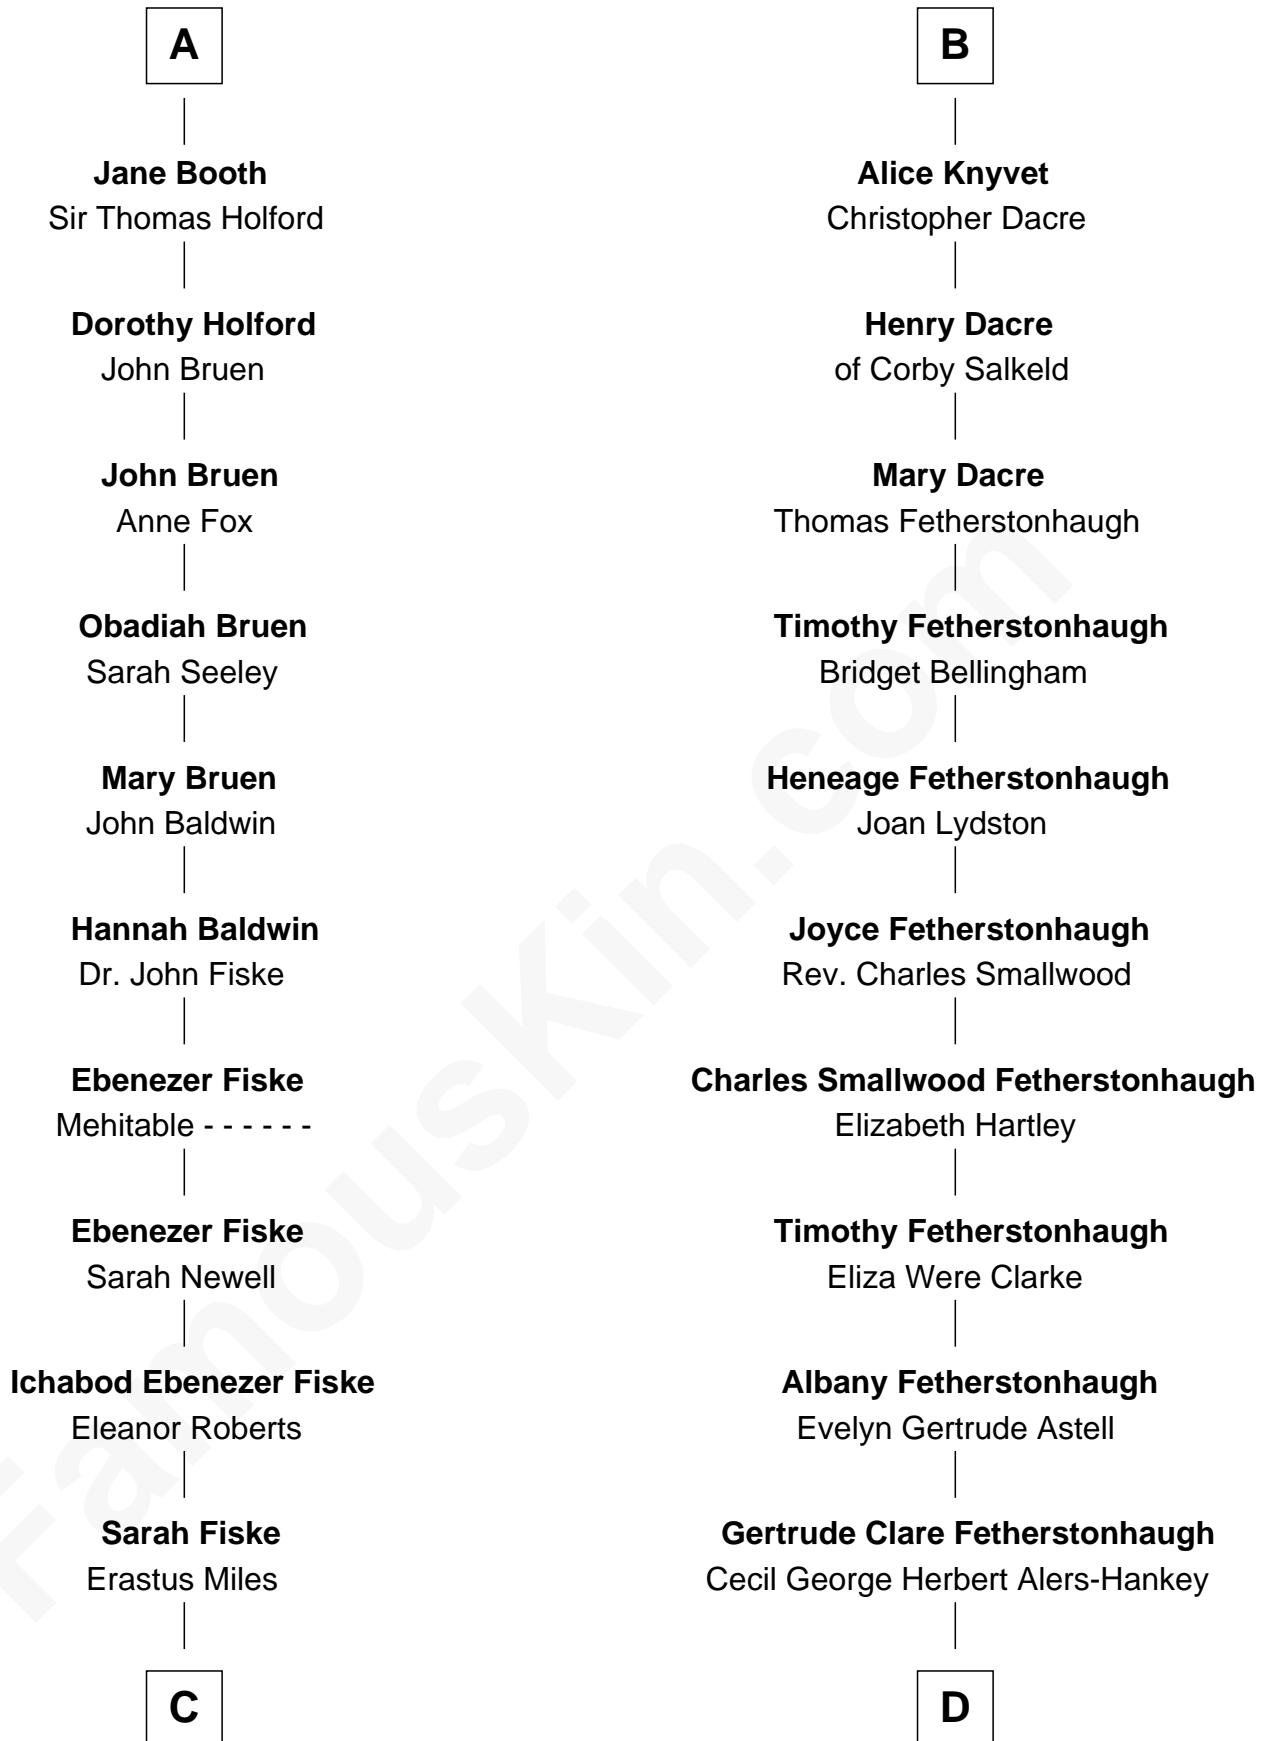 A
Jane Booth
Sir Thomas Holford
Dorothy Holford
John Bruen
John Bruen
Anne Fox
Obadiah Bruen
Sarah Seeley
Mary Bruen
John Baldwin
Hannah Baldwin
Dr. John Fiske
Ebenezer Fiske
Mehitable - - - - - -
Ebenezer Fiske
Sarah Newell
Ichabod Ebenezer Fiske
Eleanor Roberts
Sarah Fiske
Erastus Miles
C
B
Alice Knyvet
Christopher Dacre
Henry Dacre
of Corby Salkeld
Mary Dacre
Thomas Fetherstonhaugh
Timothy Fetherstonhaugh
Bridget Bellingham
Heneage Fetherstonhaugh
Joan Lydston
Joyce Fetherstonhaugh
Rev. Charles Smallwood
Charles Smallwood Fetherstonhaugh
Elizabeth Hartley
Timothy Fetherstonhaugh
Eliza Were Clarke
Albany Fetherstonhaugh
Evelyn Gertrude Astell
Gertrude Clare Fetherstonhaugh
Cecil George Herbert Alers-Hankey
D
FamousKin.com